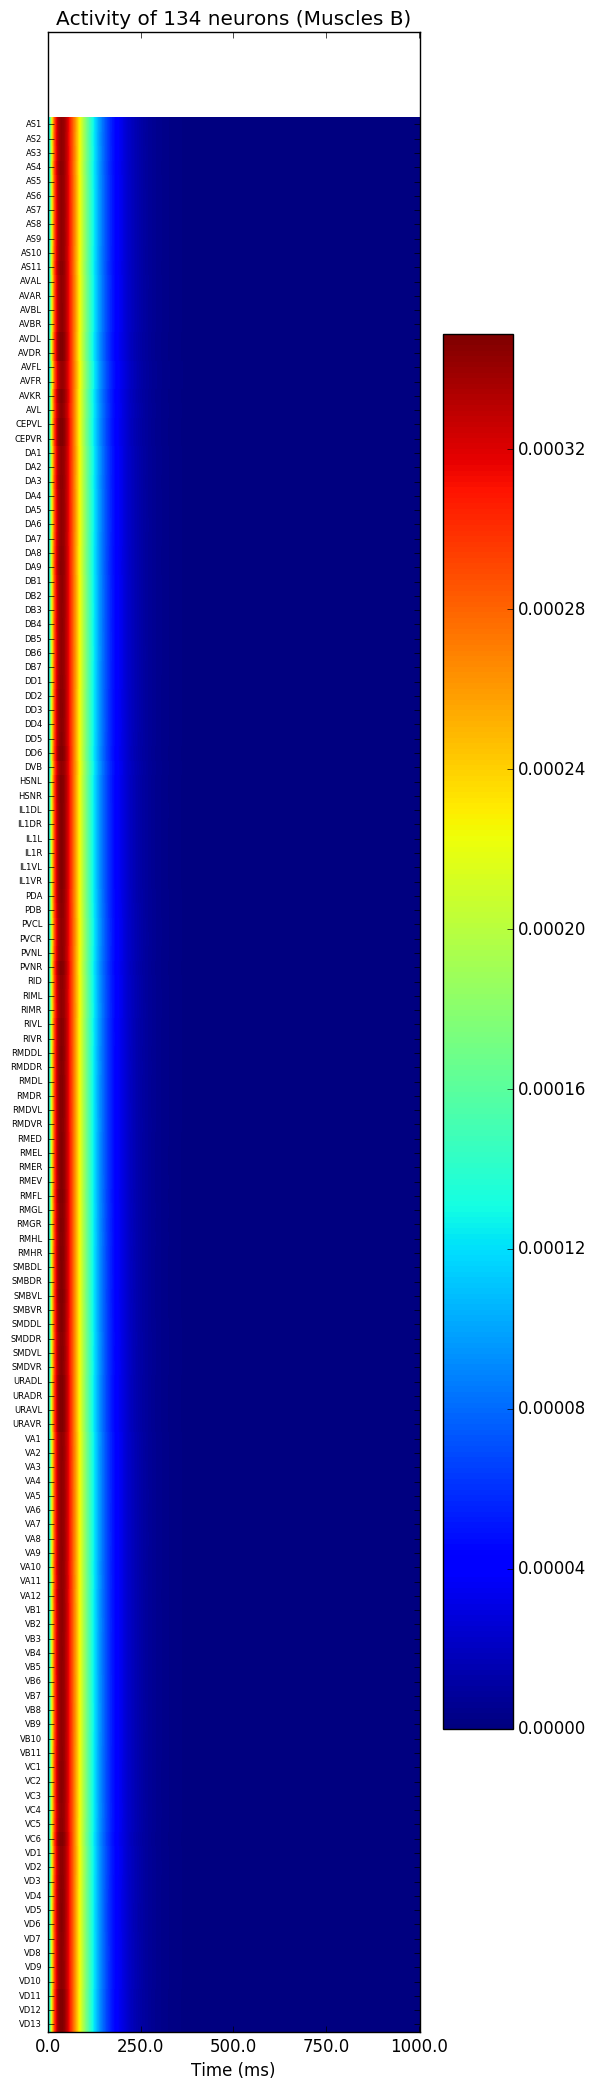 Activity of 134 neurons (Muscles B)
AS1
AS2
AS3
AS4
AS5
AS6
AS7
AS8
AS9
AS10
AS11
AVAL
AVAR
AVBL
AVBR
AVDL
AVDR
AVFL
AVFR
AVKR
AVL
CEPVL
CEPVR
DA1
DA2
DA3
DA4
DA5
DA6
DA7
DA8
DA9
DB1
DB2
DB3
DB4
DB5
DB6
DB7
DD1
DD2
DD3
DD4
DD5
DD6
DVB
HSNL
HSNR
IL1DL
IL1DR
IL1L
IL1R
IL1VL
IL1VR
PDA
PDB
PVCL
PVCR
PVNL
PVNR
RID
RIML
RIMR
RIVL
RIVR
RMDDL
RMDDR
RMDL
RMDR
RMDVL
RMDVR
RMED
RMEL
RMER
RMEV
RMFL
RMGL
RMGR
RMHL
RMHR
SMBDL
SMBDR
SMBVL
SMBVR
SMDDL
SMDDR
SMDVL
SMDVR
URADL
URADR
URAVL
URAVR
VA1
VA2
VA3
VA4
VA5
VA6
VA7
VA8
VA9
VA10
VA11
VA12
VB1
VB2
VB3
VB4
VB5
VB6
VB7
VB8
VB9
VB10
VB11
VC1
VC2
VC3
VC4
VC5
VC6
VD1
VD2
VD3
VD4
VD5
VD6
VD7
VD8
VD9
VD10
VD11
VD12
VD13
0.0 250.0 500.0 750.0 1000.0
Time (ms)
0.00032
0.00028
0.00024
0.00020
0.00016
0.00012
0.00008
0.00004
0.00000